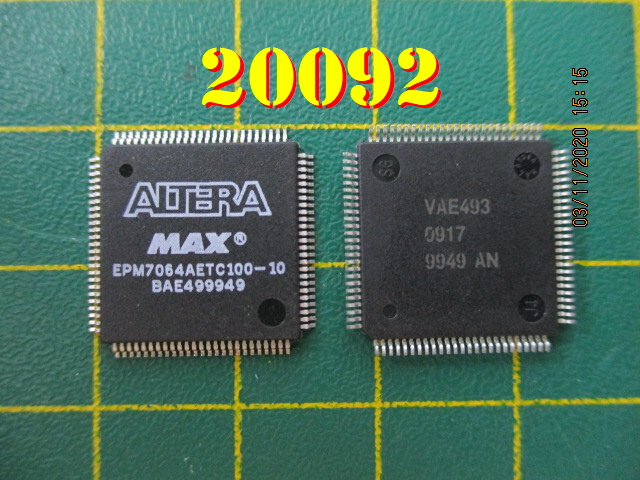 20092
03/11/2020 15:15
ALTERA
MAX®
EPM7064AETC100-10
BAE499949
VAE493
0917
9949 AN